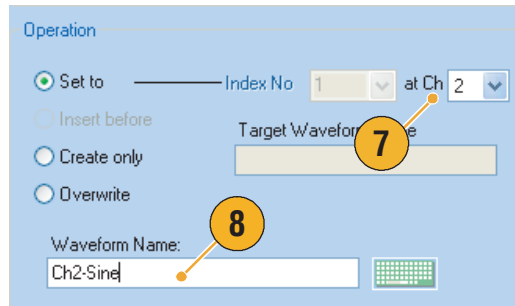 Operation
Set to Index No 1 at Ch 2
Insert before
Target Waveform e
7
Create only
Overwrite
8
Waveform Name:
Ch2-Sine